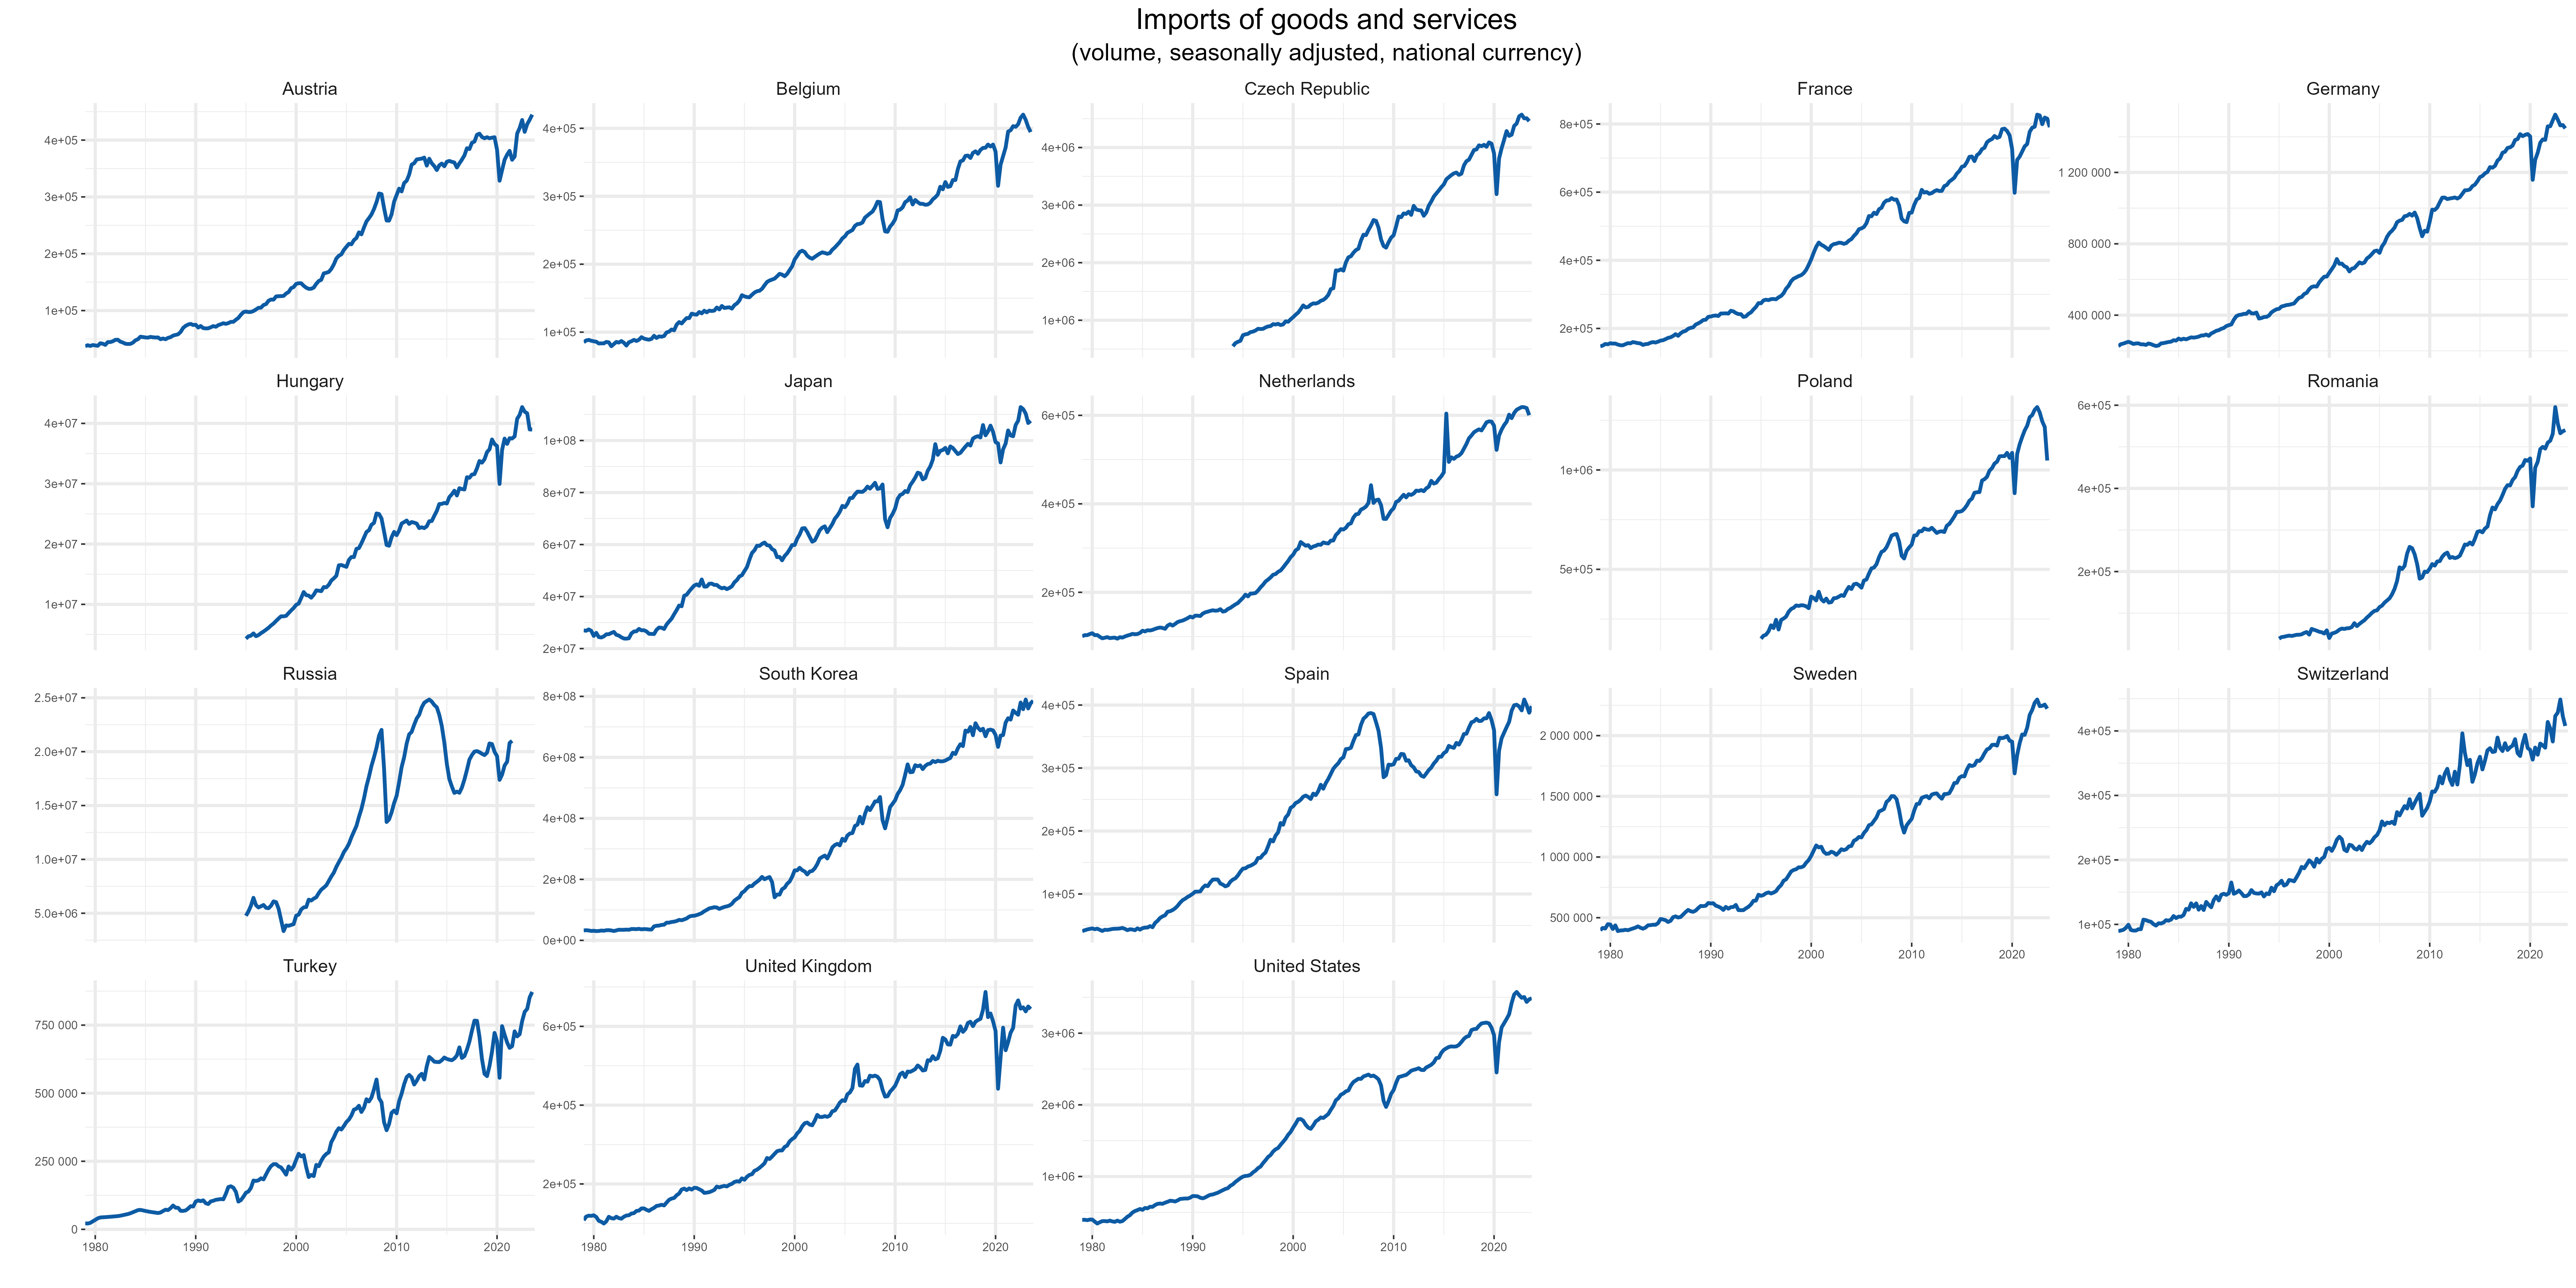 Imports of goods and services
(volume, seasonally adjusted, national currency)
Austria
4e+05
3e+05
2e+05
1e+05
Belgium
4e+05
3e+05
2e+05
1e+05
Czech Republic
4e+06
3e+06
2e+06
1e+06
France
8e+05
6e+05
4e+05
2e+05
Germany
1 200 000
800 000
400 000
Hungary
4e+07
3e+07
2e+07
1e+07
Japan
1e+08
8e+07
6e+07
4e+07
2e+07
Netherlands
6e+05
4e+05
2e+05
Poland
1e+06
5e+05
Romania
6e+05
4e+05
2e+05
Russia
2.5e+07
2.0e+07
1.5e+07
1.0e+07
5.0e+06
South Korea
8e+08
6e+08
4e+08
2e+08
0e+00
Spain
4e+05
3e+05
2e+05
1e+05
Sweden
2 000 000
1 500 000
1 000 000
500 000
1980 1990 2000 2010 2020
Switzerland
4e+05
3e+05
2e+05
1e+05
1980 1990 2000 2010 2020
Turkey
750 000
500 000
250 000
0
1980 1990 2000 2010 2020
United Kingdom
6e+05
4e+05
2e+05
1980 1990 2000 2010 2020
United States
3e+06
2e+06
1e+06
1980 1990 2000 2010 2020